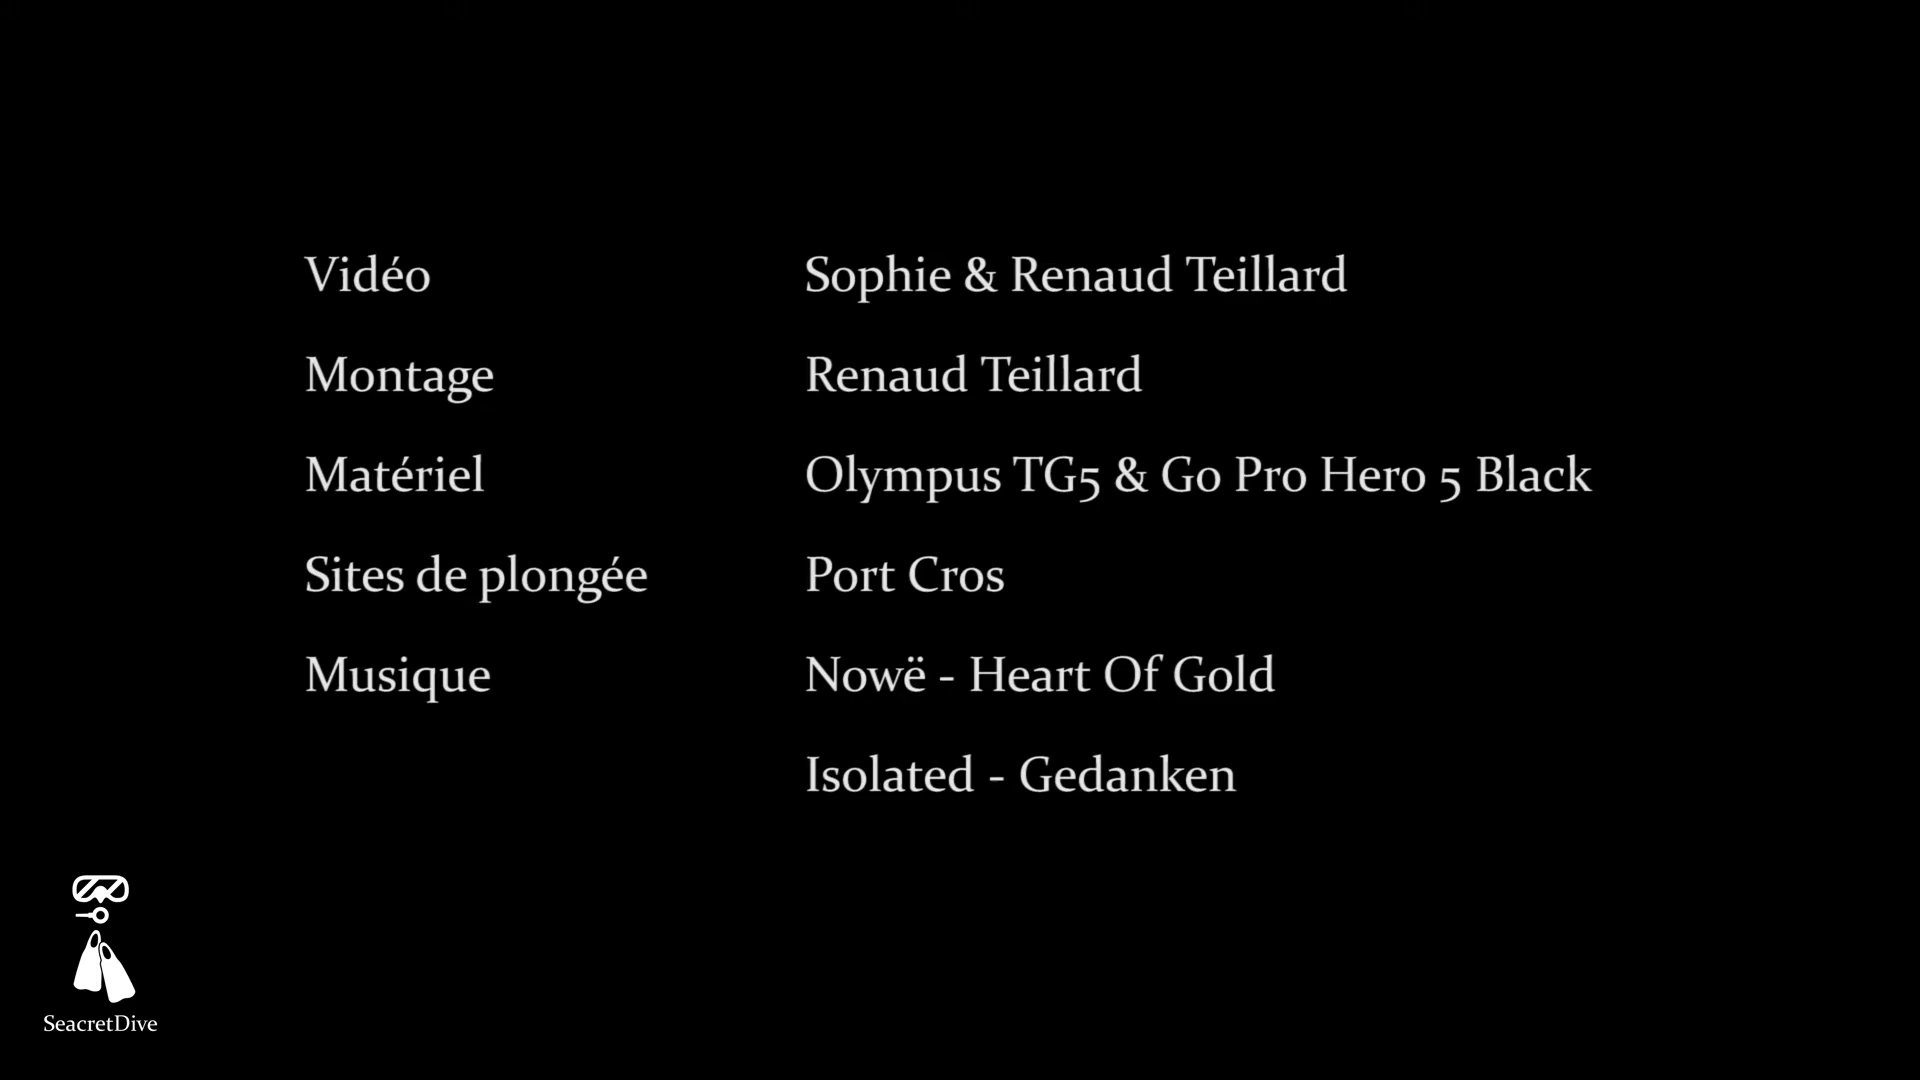 Vidéo Sophie & Renaud Teillard
Montage Renaud Teillard
Matériel Olympus TG5 & Go Pro Hero 5 Black
Sites de plongée Port Cros
Musique Nowë - Heart Of Gold
Isolated - Gedanken
SeacretDive